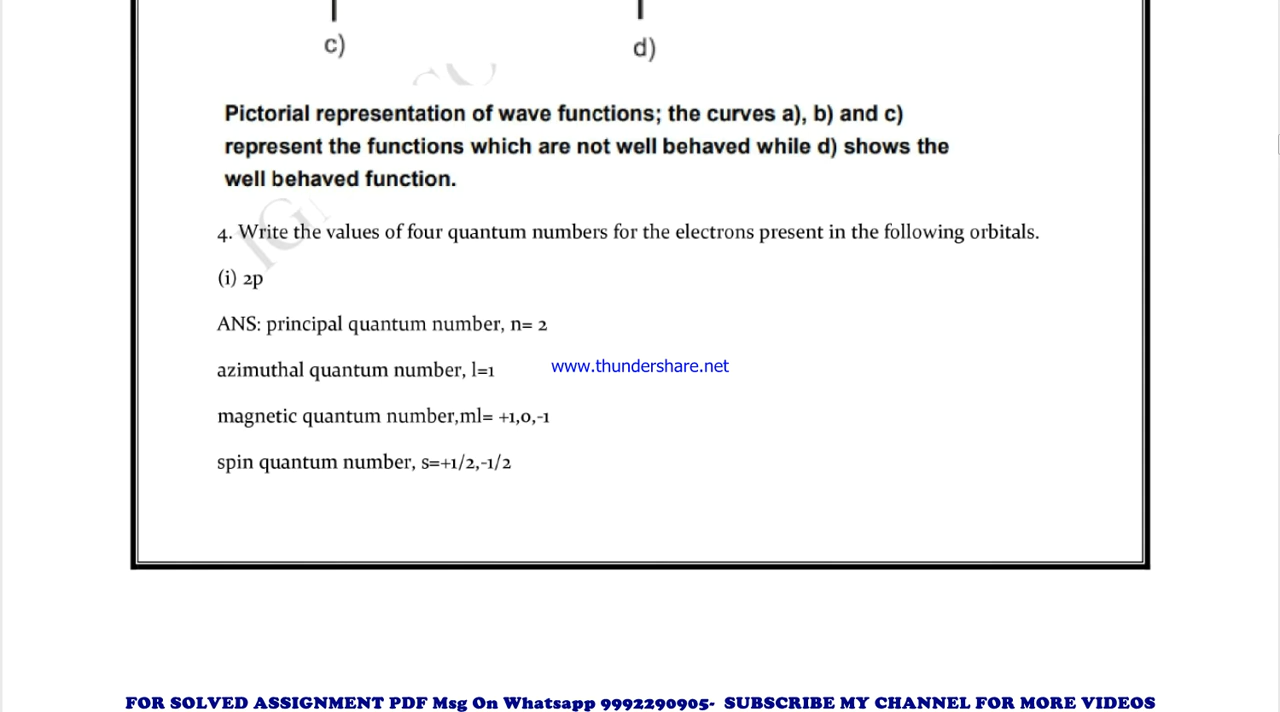 c)
d)
Pictorial representation of wave functions; the curves a), b) and c)
represent the functions which are not well behaved while d) shows the
well behaved function.
4. Write the values of four quantum numbers for the electrons present in the following orbitals.
(i) 2p
ANS: principal quantum number, n= 2
azimuthal quantum number, l=1
www.thundershare.net
magnetic quantum number,ml= +1,0,-1
spin quantum number, s=+1/2,-1/2
FOR SOLVED ASSIGNMENT PDF Msg On Whatsapp 9992290905- SUBSCRIBE MY CHANNEL FOR MORE VIDEOS